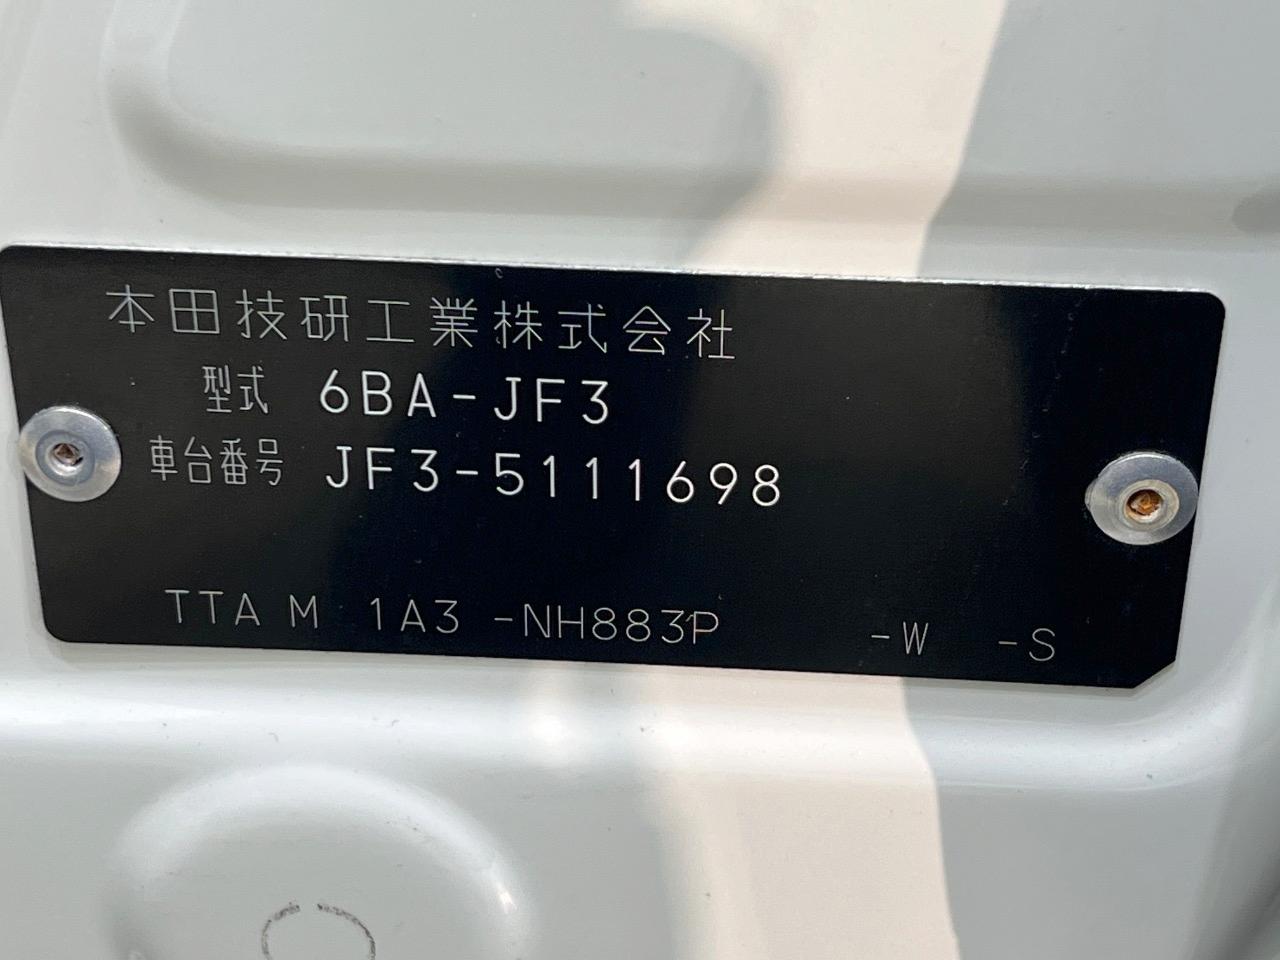 本田技研工業株式会社
型式 6BA-JF3
車台番号 JF3-5111698
TTA M 1A3 -NH883P -W -S